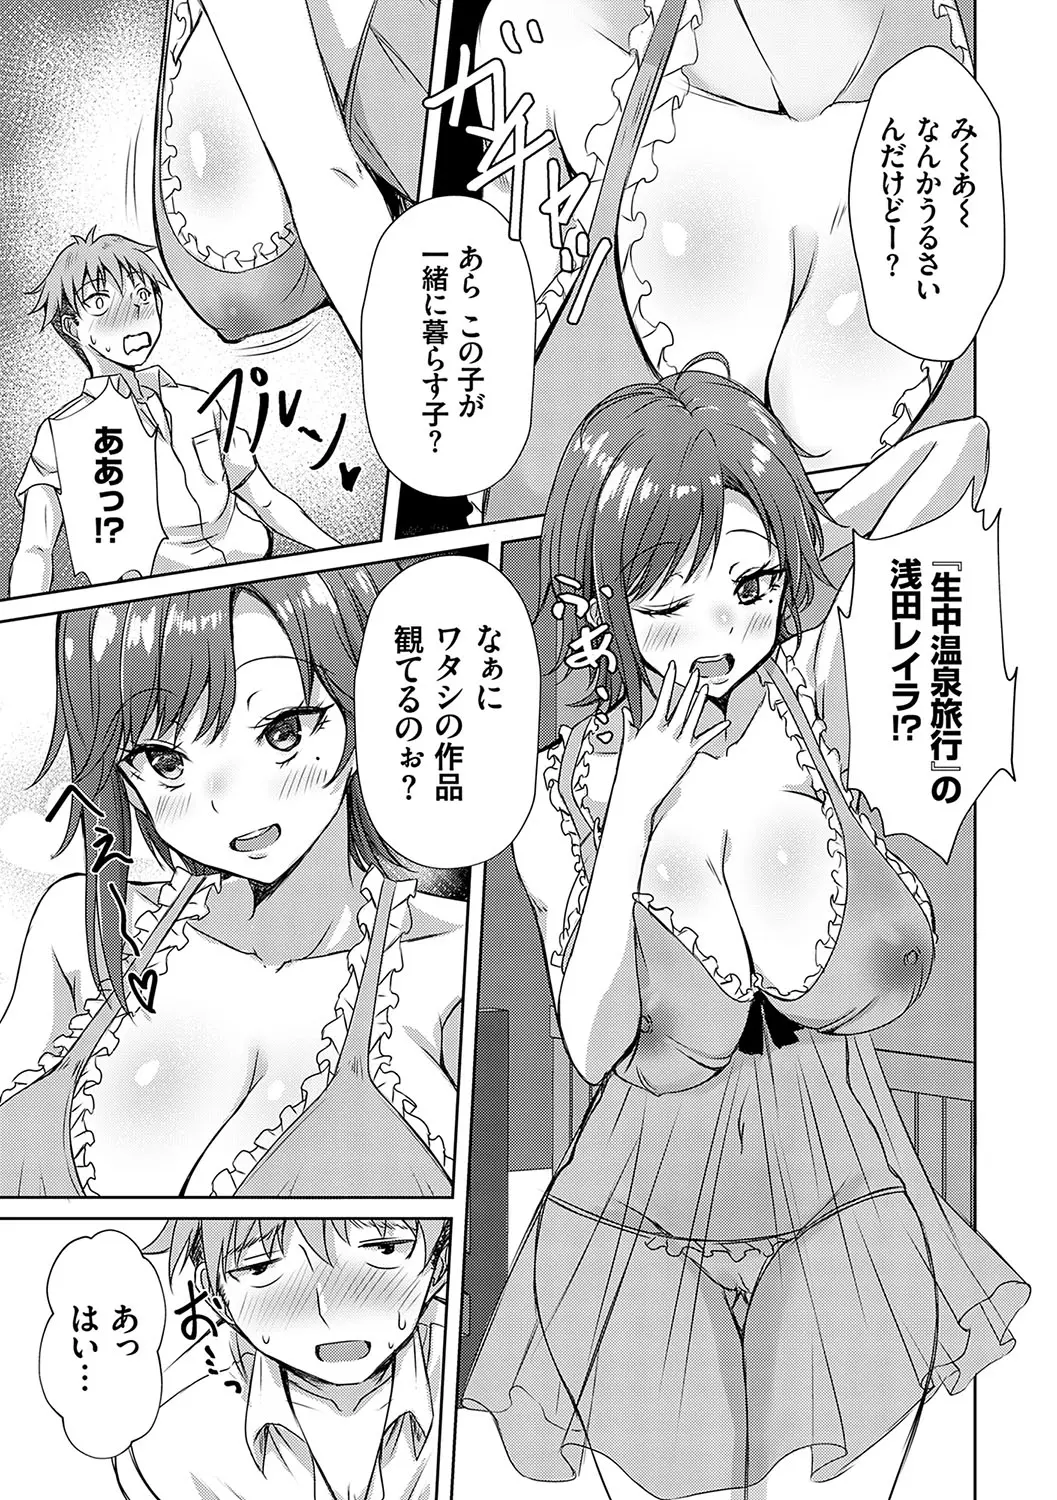 み〜あ〜
なんかうるさい
んだけどー？
ガチャ
あら この子が
一緒に暮らす子？
プルーン♥
ああっ!?
『生中温泉旅行』の
浅田レイラ!?
ふぁ…
なぁに
ワタシの作品
観てるのぉ？
へぇー♥
あっ
はい…
お…っ